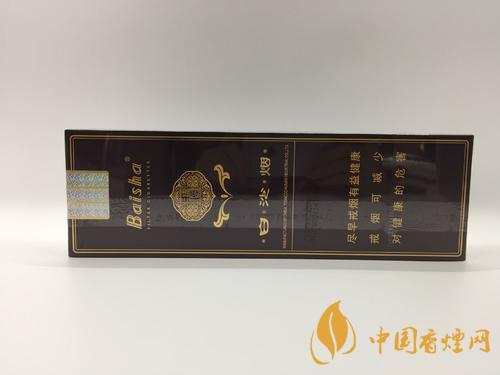 Baisha®
FILTER CIGARETTES
白沙·烟
尽早戒烟有益健康
戒烟可减少
对健康的危害
中国香烟网